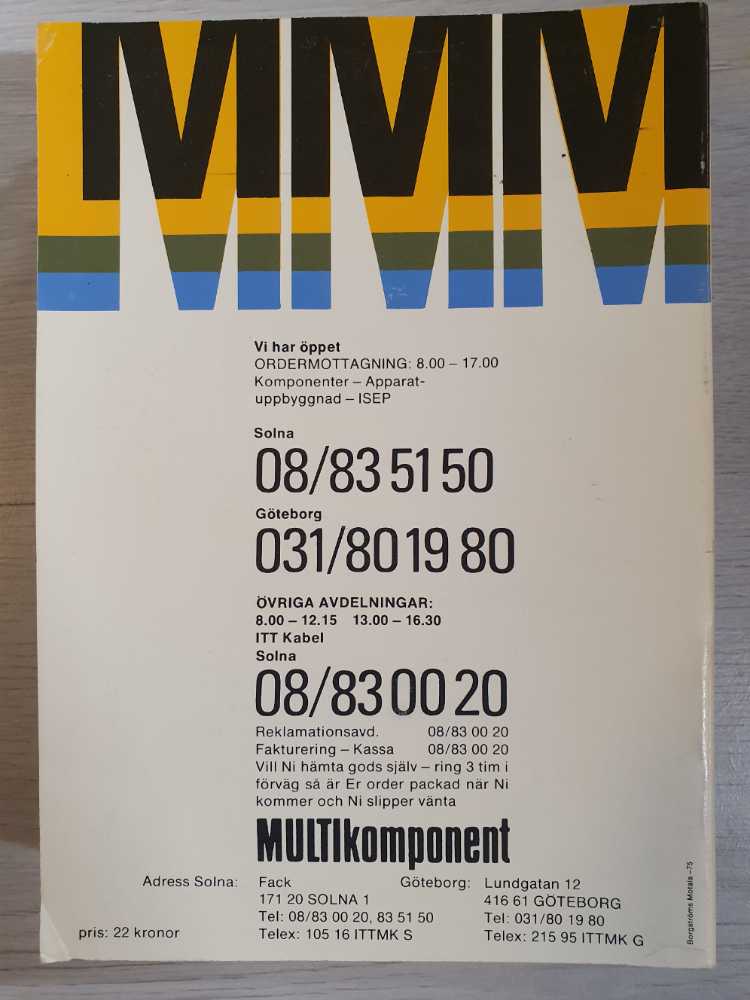 MMM
Vi har öppet
ORDERMOTTAGNING: 8.00 – 17.00
Komponenter – Apparat-
uppbyggnad – ISEP
Solna
08/83 51 50
Göteborg
031/80 19 80
ÖVRIGA AVDELNINGAR:
8.00 – 12.15 13.00 – 16.30
ITT Kabel
Solna
08/83 00 20
Reklamationsavd. 08/83 00 20
Fakturering – Kassa 08/83 00 20
Vill Ni hämta gods själv – ring 3 tim i
förväg så är Er order packad när Ni
kommer och Ni slipper vänta
MULTIkomponent
Adress Solna: Fack Göteborg: Lundgatan 12
171 20 SOLNA 1 416 61 GÖTEBORG
Tel: 08/83 00 20, 83 51 50 Tel: 031/80 19 80
pris: 22 kronor Telex: 105 16 ITTMK S Telex: 215 95 ITTMK G
Borgströms Motala –75